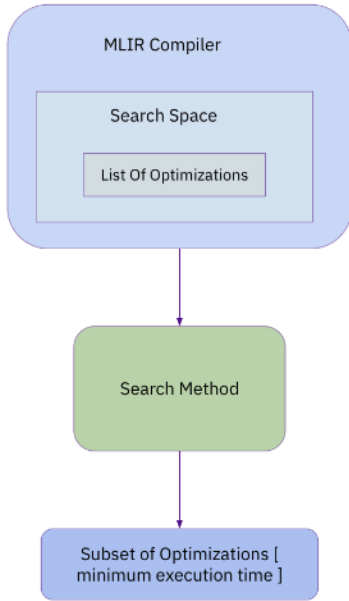 MLIR Compiler
Search Space
List Of Optimizations
Search Method
Subset of Optimizations [
minimum execution time ]